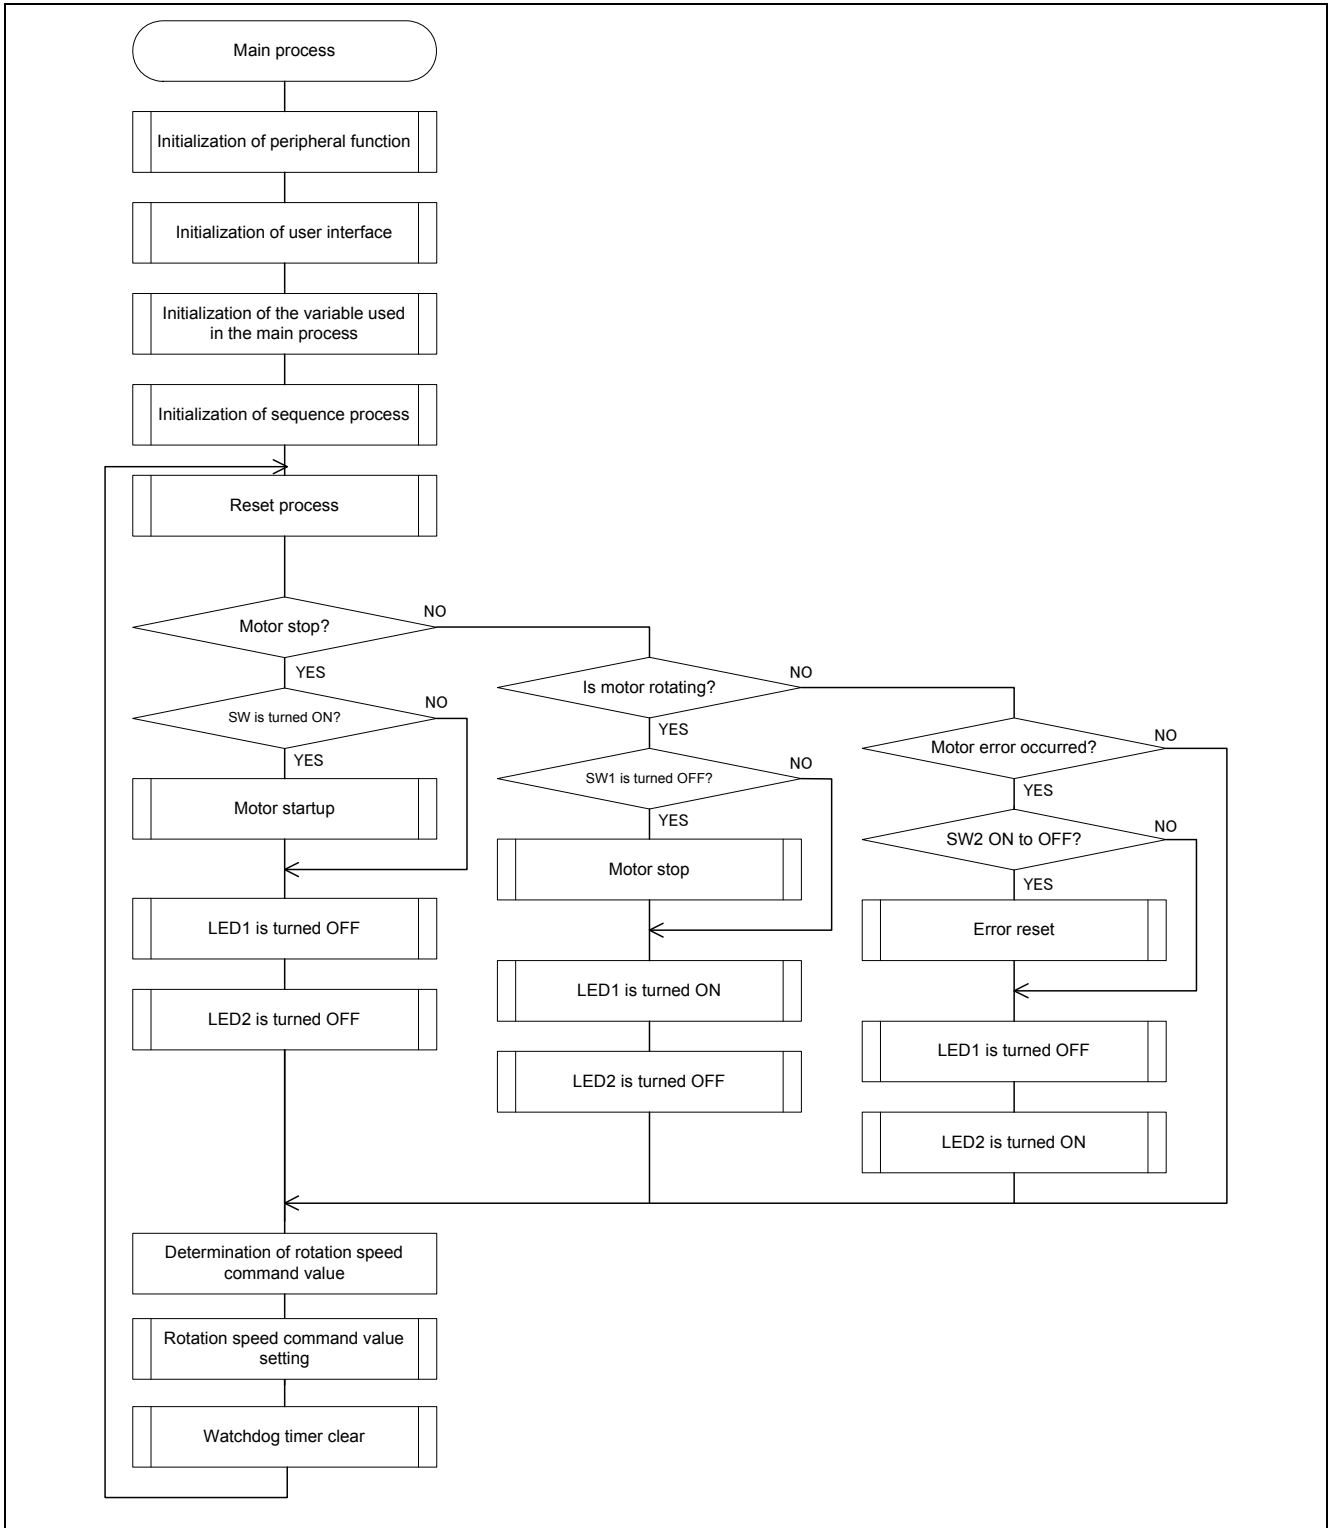 Main process
Initialization of peripheral function
Initialization of user interface
Initialization of the variable used
in the main process
Initialization of sequence process
Reset process
Motor stop?
NO
YES
SW is turned ON?
NO
YES
Motor startup
LED1 is turned OFF
LED2 is turned OFF
Is motor rotating?
NO
YES
SW1 is turned OFF?
NO
YES
Motor stop
LED1 is turned ON
LED2 is turned OFF
Motor error occurred?
NO
YES
SW2 ON to OFF?
NO
YES
Error reset
LED1 is turned OFF
LED2 is turned ON
Determination of rotation speed
command value
Rotation speed command value
setting
Watchdog timer clear